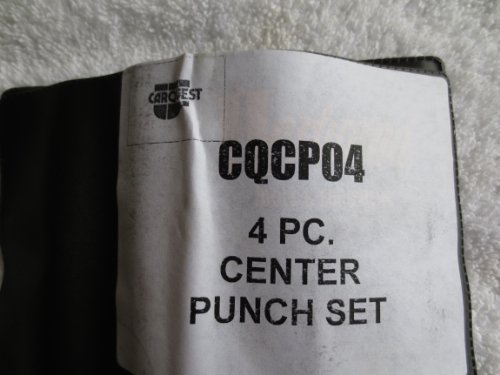 CARQUEST
CQCP04
4 PC.
CENTER
PUNCH SET